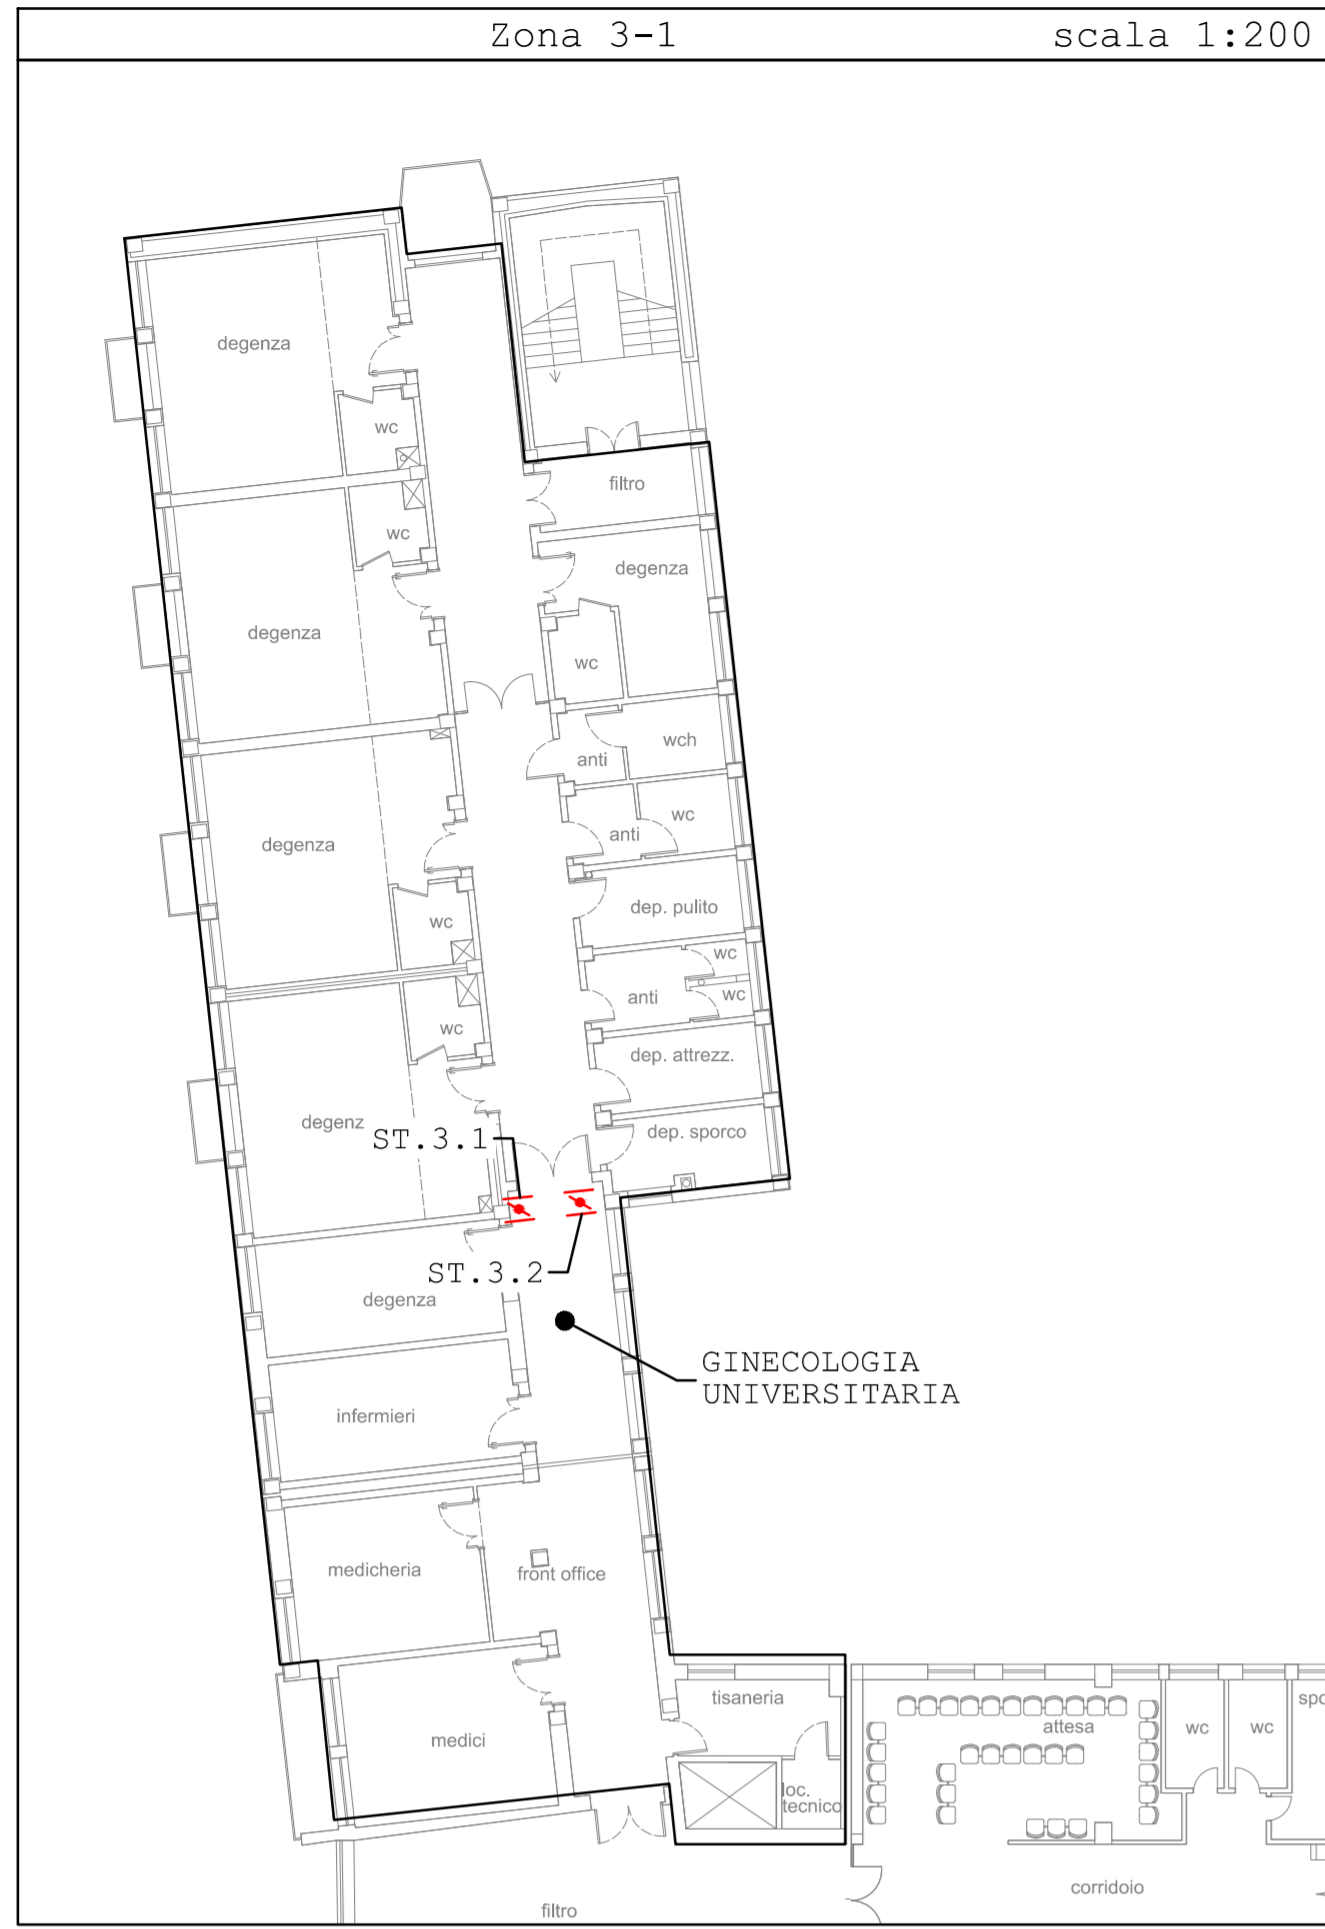 Zona 3-1
scala 1:200
degenza
wc
filtro
wc
degenza
degenza
wc
wch
anti
wc
anti
degenza
dep. pulito
wc
wc
anti
wc
wc
dep. attrezz.
degenz
dep. sporco
ST.3.1
ST.3.2
degenza
GINECOLOGIA
UNIVERSITARIA
infermieri
medicheria
front office
tisaneria
spo
attesa
wc
wc
medici
loc.
tecnico
corridoio
filtro